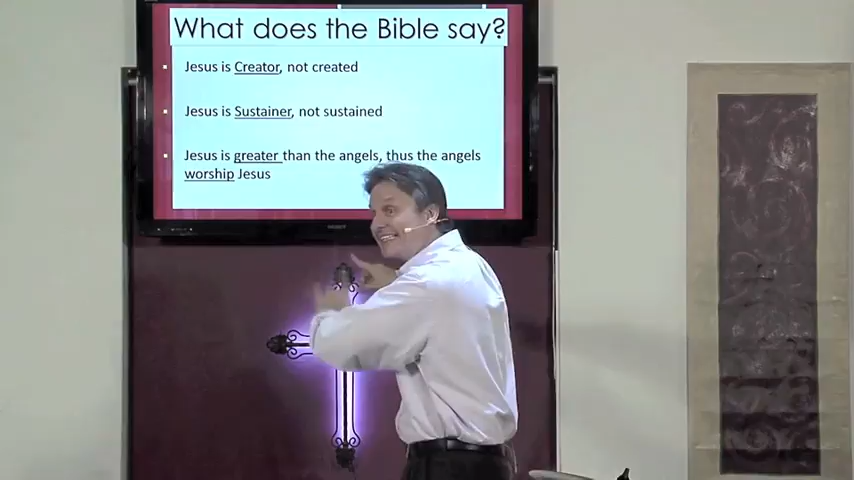 What does the Bible say?
Jesus is Creator, not created
Jesus is Sustainer, not sustained
Jesus is greater than the angels, thus the angels
worship Jesus